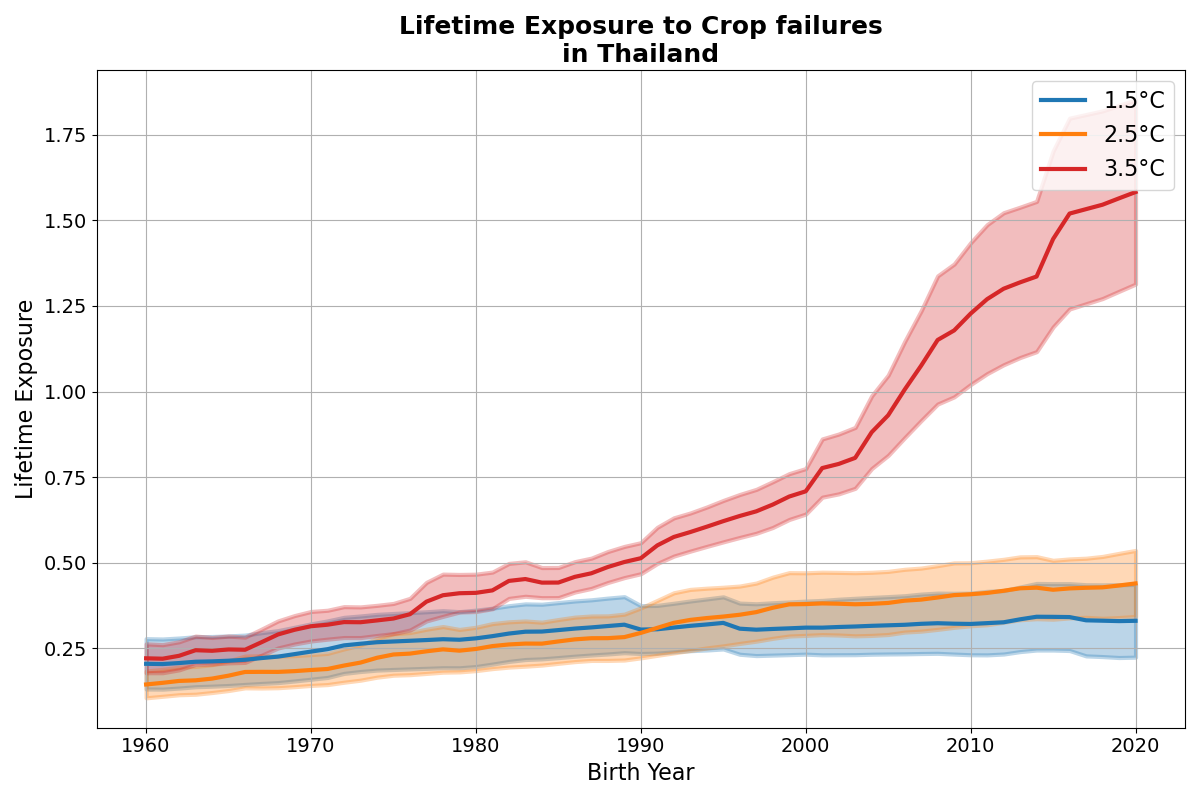 Lifetime Exposure to Crop failures
in Thailand
1.5°C
2.5°C
3.5°C
Lifetime Exposure
1.75
1.50
1.25
1.00
0.75
0.50
0.25
1960 1970 1980 1990 2000 2010 2020
Birth Year